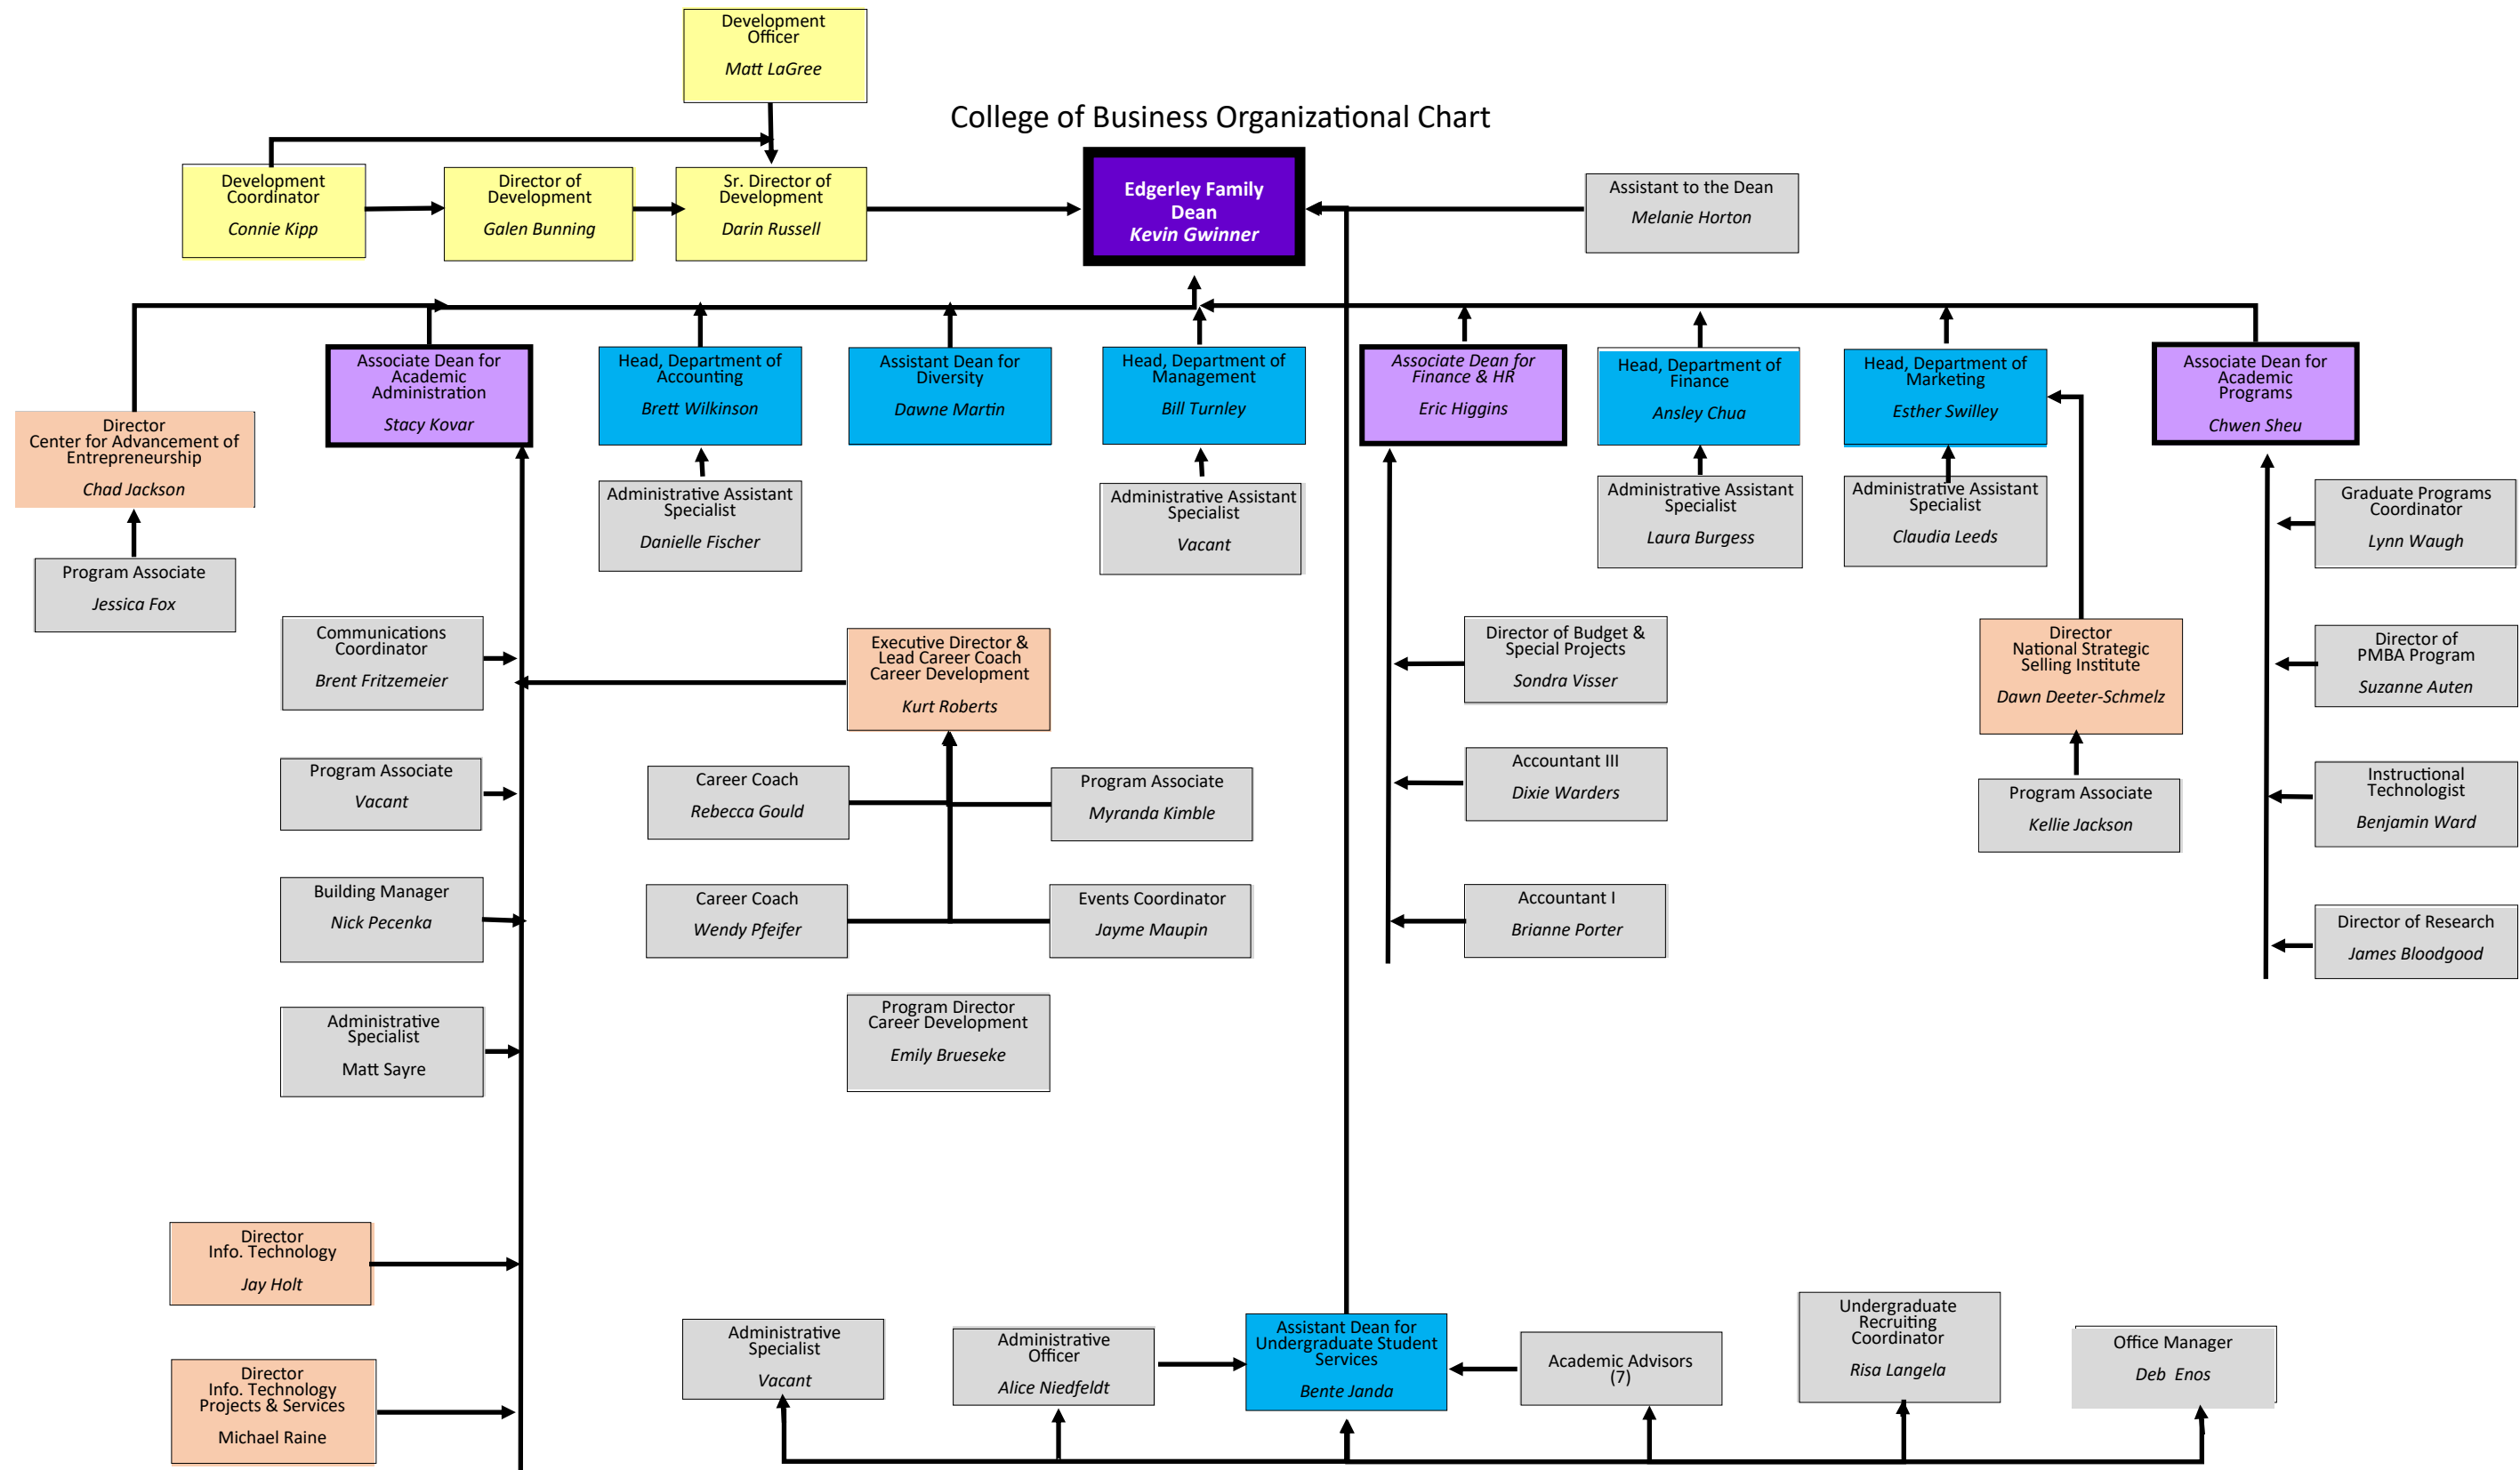 Development
Officer
Matt LaGree
College of Business Organizational Chart
Development
Coordinator
Connie Kipp
Director of
Development
Galen Bunning
Sr. Director of
Development
Darin Russell
Edgerley Family
Dean
Kevin Gwinner
Assistant to the Dean
Melanie Horton
Associate Dean for
Academic
Administration
Stacy Kovar
Head, Department of
Accounting
Brett Wilkinson
Assistant Dean for
Diversity
Dawne Martin
Head, Department of
Management
Bill Turnley
Associate Dean for
Finance & HR
Eric Higgins
Head, Department of
Finance
Ansley Chua
Head, Department of
Marketing
Esther Swilley
Associate Dean for
Academic
Programs
Chwen Sheu
Director
Center for Advancement of
Entrepreneurship
Chad Jackson
Administrative Assistant
Specialist
Danielle Fischer
Administrative Assistant
Specialist
Vacant
Administrative Assistant
Specialist
Laura Burgess
Administrative Assistant
Specialist
Claudia Leeds
Graduate Programs
Coordinator
Lynn Waugh
Program Associate
Jessica Fox
Communications
Coordinator
Brent Fritzemeier
Executive Director &
Lead Career Coach
Career Development
Kurt Roberts
Director of Budget &
Special Projects
Sondra Visser
Director
National Strategic
Selling Institute
Dawn Deeter-Schmelz
Director of
PMBA Program
Suzanne Auten
Program Associate
Vacant
Career Coach
Rebecca Gould
Program Associate
Myranda Kimble
Accountant III
Dixie Warders
Program Associate
Kellie Jackson
Instructional
Technologist
Benjamin Ward
Building Manager
Nick Pecenka
Career Coach
Wendy Pfeifer
Events Coordinator
Jayme Maupin
Accountant I
Brianne Porter
Director of Research
James Bloodgood
Administrative
Specialist
Matt Sayre
Program Director
Career Development
Emily Brueseke
Director
Info. Technology
Jay Holt
Administrative
Specialist
Vacant
Administrative
Officer
Alice Niedfeldt
Assistant Dean for
Undergraduate Student
Services
Bente Janda
Academic Advisors
(7)
Undergraduate
Recruiting
Coordinator
Risa Langela
Office Manager
Deb Enos
Director
Info. Technology
Projects & Services
Michael Raine